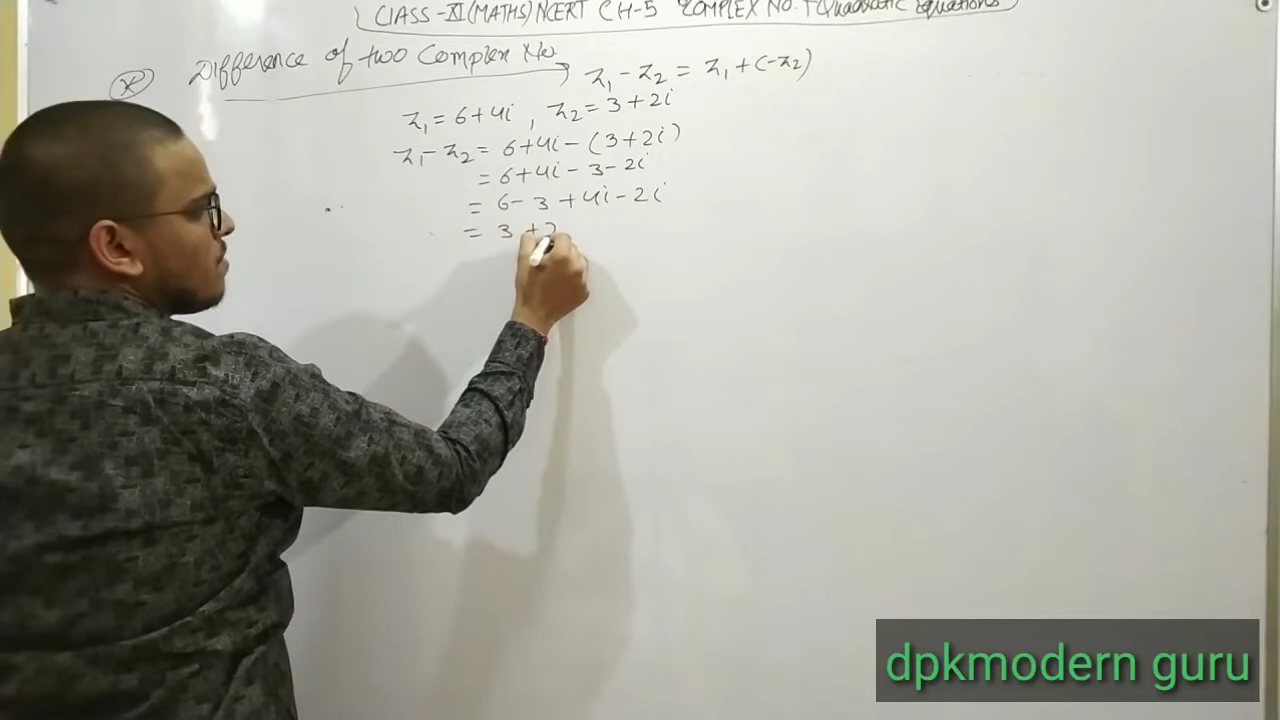 CLASS-XI (MATHS) NCERT CH-5 COMPLEX NO. + Quadratic Equations
Difference of two Complex No.
z₁ - z₂ = z₁ + (-z₂)
z₁ = 6+4i , z₂ = 3+2i
z₁ - z₂ = 6+4i - (3+2i)
= 6+4i - 3 - 2i
= 6 - 3 + 4i - 2i
= 3 + 2
dpkmodern guru